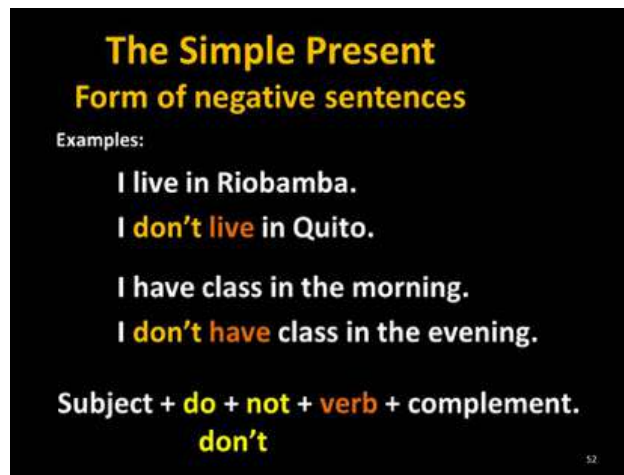 The Simple Present
Form of negative sentences
Examples:
I live in Riobamba.
I don’t live in Quito.
I have class in the morning.
I don’t have class in the evening.
Subject + do + not + verb + complement.
don’t
52